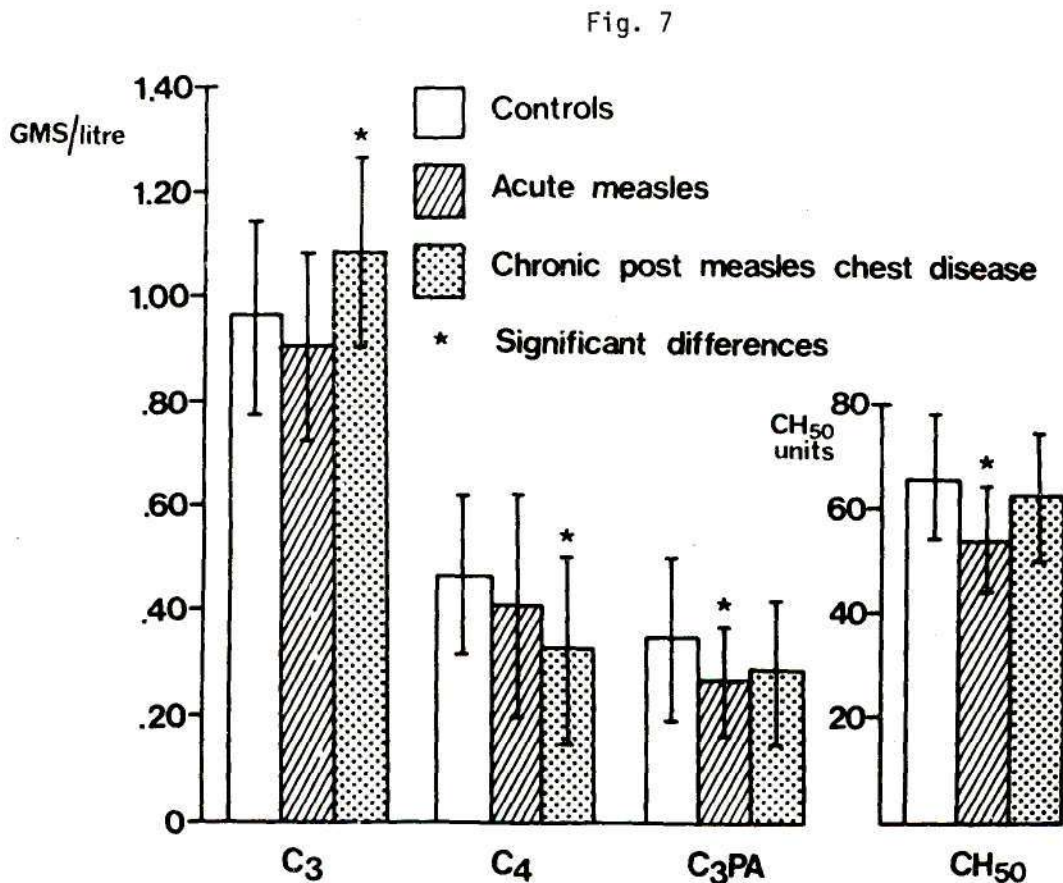 Fig. 7
1.40
GMS/litre
1.20
1.00
.80
.60
.40
.20
0
Controls
Acute measles
Chronic post measles chest disease
* Significant differences
*
*
*
*
80
CH50
units
60
40
20
C3
C4
C3PA
CH50